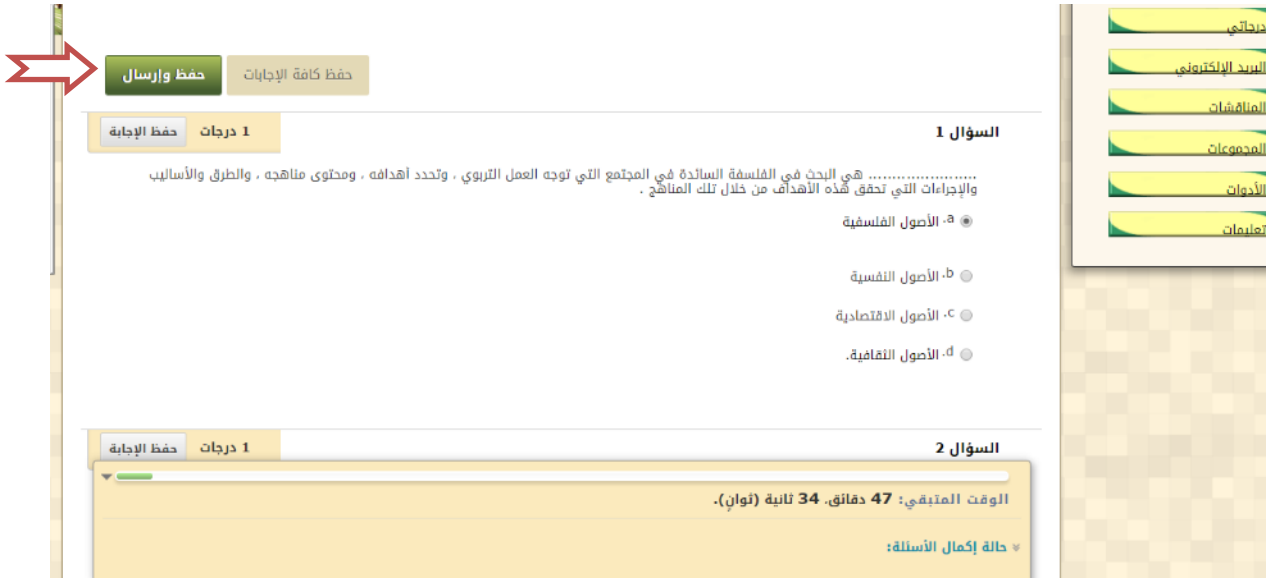 درجاتي
البريد الإلكتروني
المناقشات
المجموعات
الأدوات
تعليمات
حفظ كافة الإجابات
حفظ وإرسال
السؤال 1
1 درجات
حفظ الإجابة
...................... هي البحث في الفلسفة السائدة في المجتمع التي توجه العمل التربوي ، وتحدد أهدافه ، ومحتوى مناهجه ، والطرق والأساليب
والإجراءات التي تحقق هذه الأهداف من خلال تلك المناهج .
a. الأصول الفلسفية
b. الأصول النفسية
c. الأصول الاقتصادية
d. الأصول الثقافية.
السؤال 2
1 درجات
حفظ الإجابة
الوقت المتبقي: 47 دقائق. 34 ثانية (ثوانٍ).
حالة إكمال الأسئلة: